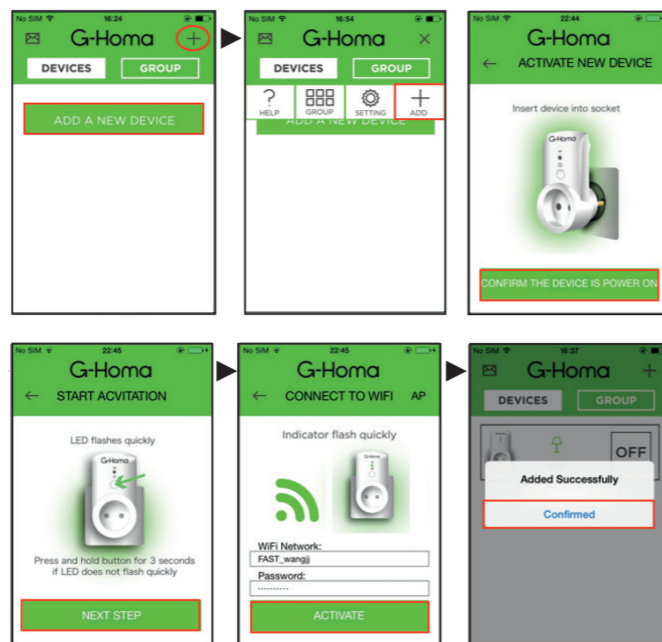 No SIM 16:24
G-Homa
DEVICES GROUP
ADD A NEW DEVICE
No SIM 16:54
G-Homa
DEVICES GROUP
HELP GROUP SETTING ADD
ADD A NEW DEVICE
No SIM 22:44
G-Homa
ACTIVATE NEW DEVICE
Insert device into socket
G-Homa
CONFIRM THE DEVICE IS POWER ON
No SIM 22:45
G-Homa
START ACVITATION
LED flashes quickly
G-Homa
Press and hold button for 3 seconds
if LED does not flash quickly
NEXT STEP
No SIM 22:45
G-Homa
CONNECT TO WIFI AP
Indicator flash quickly
G-Homa
WiFi Network:
FAST_wangjj
Password:
ACTIVATE
No SIM 16:37
G-Homa
DEVICES GROUP
OFF
Added Successfully
Confirmed